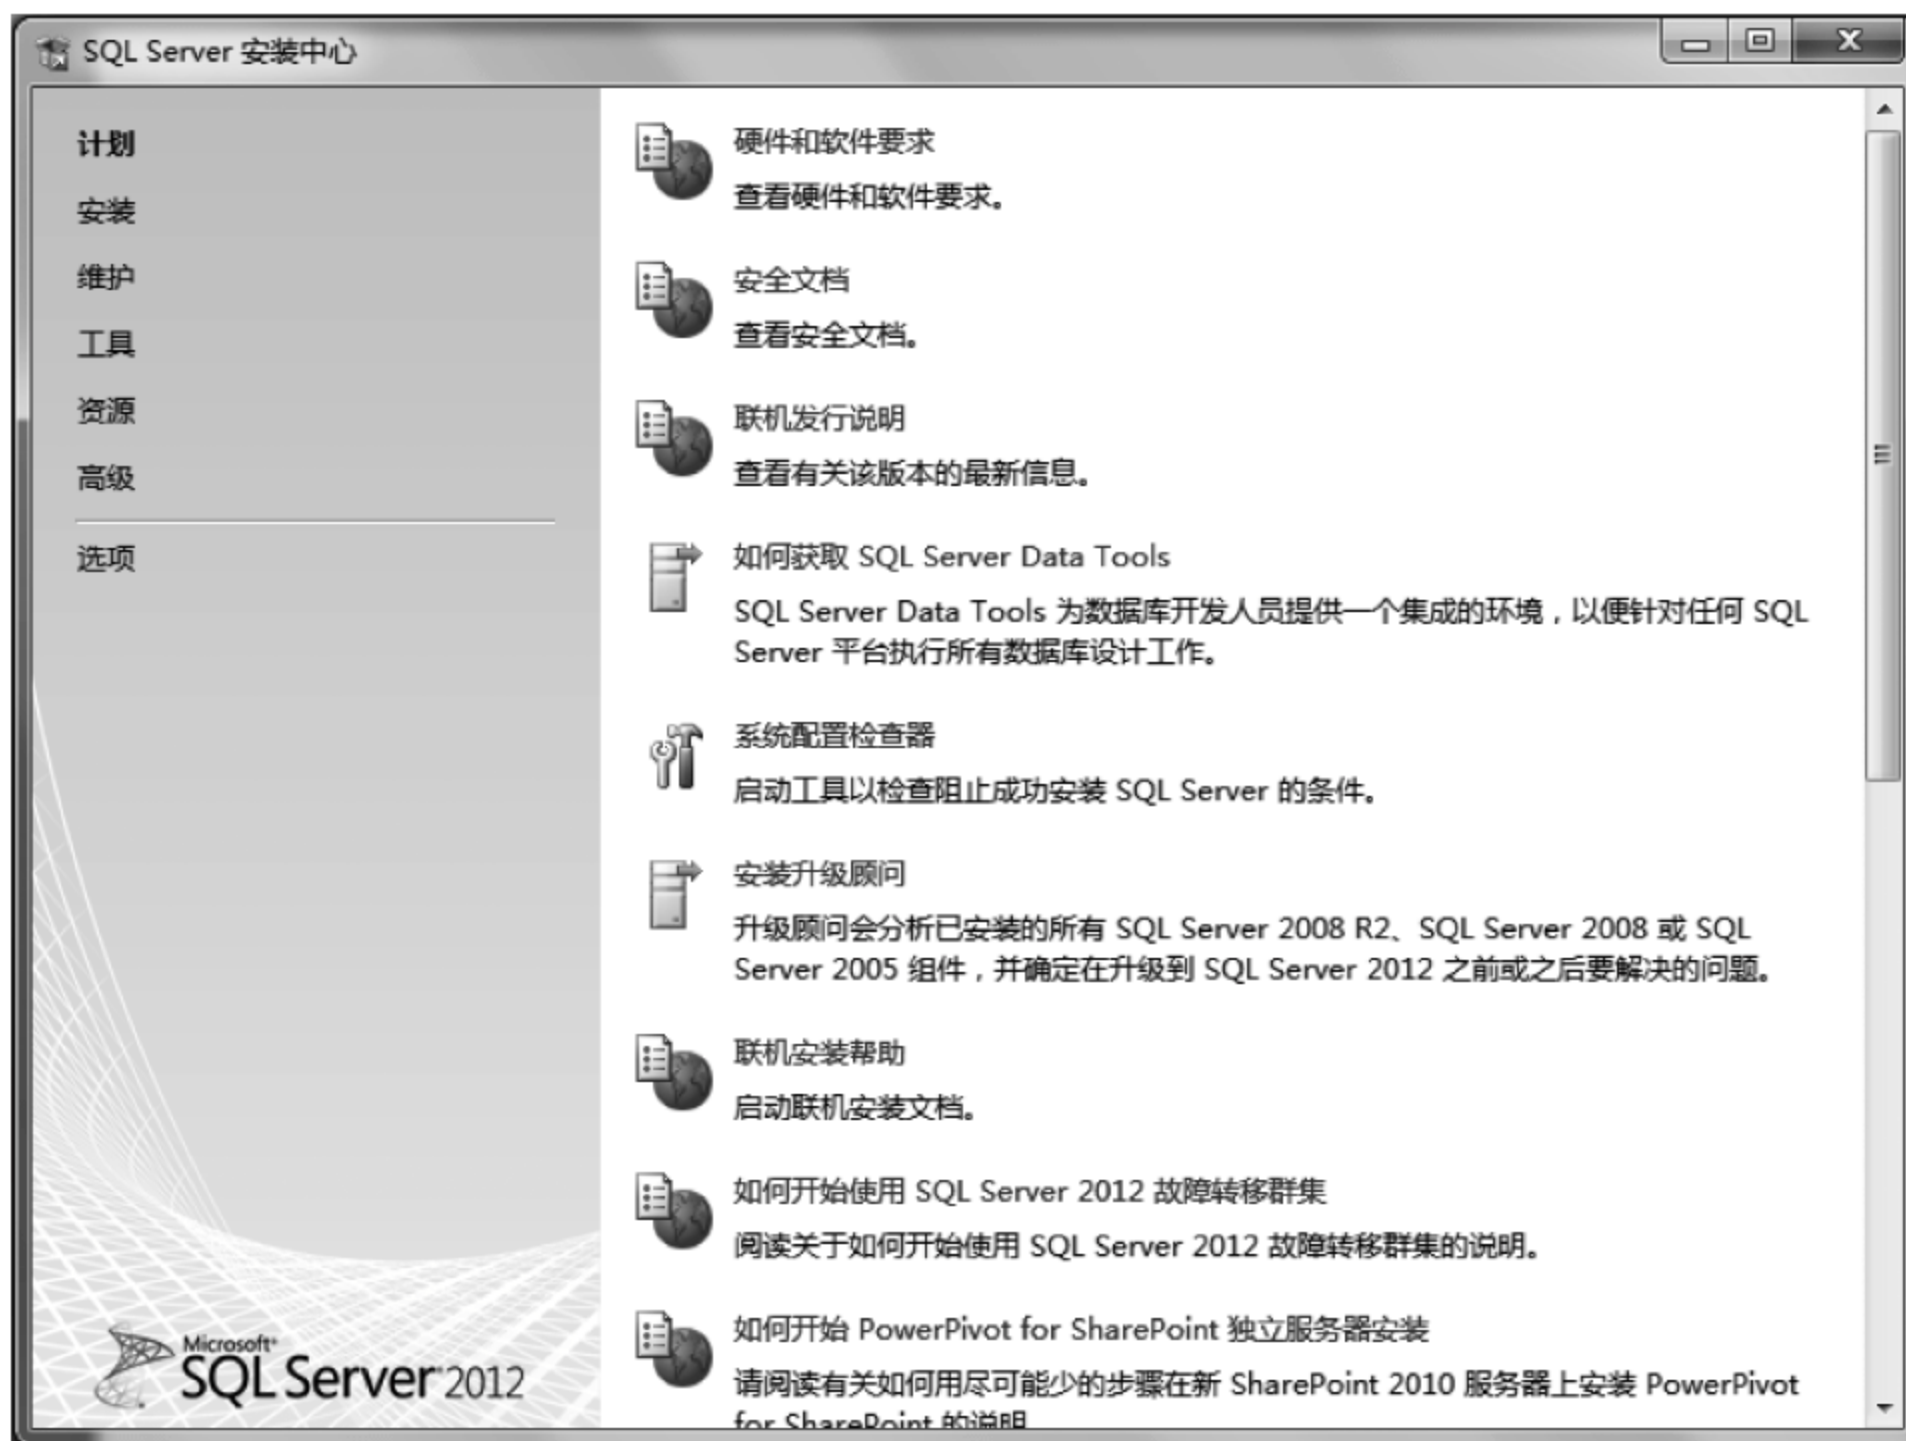 SQL Server 安装中心
计划
安装
维护
工具
资源
高级
选项
硬件和软件要求
查看硬件和软件要求。
安全文档
查看安全文档。
联机发行说明
查看有关该版本的最新信息。
如何获取 SQL Server Data Tools
SQL Server Data Tools 为数据库开发人员提供一个集成的环境，以便针对任何 SQL
Server 平台执行所有数据库设计工作。
系统配置检查器
启动工具以检查阻止成功安装 SQL Server 的条件。
安装升级顾问
升级顾问会分析已安装的所有 SQL Server 2008 R2、SQL Server 2008 或 SQL
Server 2005 组件，并确定在升级到 SQL Server 2012 之前或之后要解决的问题。
联机安装帮助
启动联机安装文档。
如何开始使用 SQL Server 2012 故障转移群集
阅读关于如何开始使用 SQL Server 2012 故障转移群集的说明。
如何开始 PowerPivot for SharePoint 独立服务器安装
请阅读有关如何用尽可能少的步骤在新 SharePoint 2010 服务器上安装 PowerPivot
for SharePoint 的说明
Microsoft
SQL Server 2012